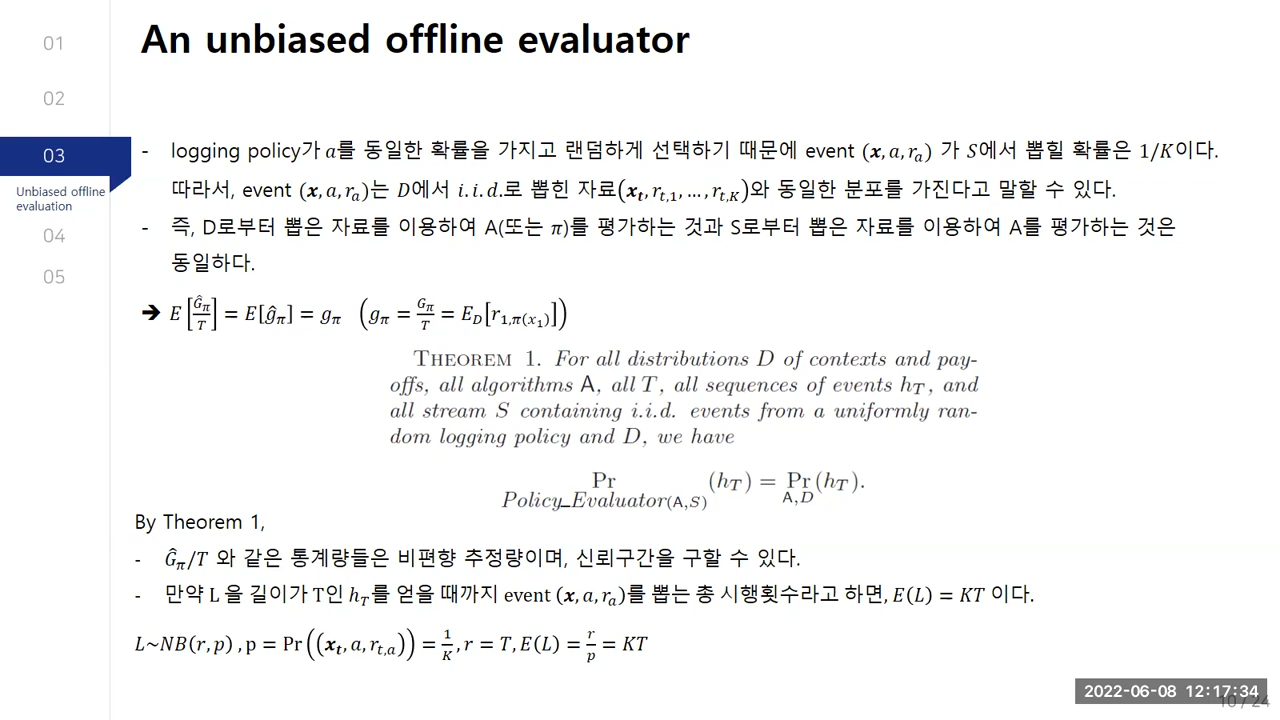 An unbiased offline evaluator
01
02
03
Unbiased offline
evaluation
04
05
- logging policy가 a를 동일한 확률을 가지고 랜덤하게 선택하기 때문에 event (x, a, rₐ) 가 S에서 뽑힐 확률은 1/K이다.
따라서, event (x, a, rₐ)는 D에서 i.i.d.로 뽑힌 자료(x_t, r_{t,1}, …, r_{t,K})와 동일한 분포를 가진다고 말할 수 있다.
- 즉, D로부터 뽑은 자료를 이용하여 A(또는 π)를 평가하는 것과 S로부터 뽑은 자료를 이용하여 A를 평가하는 것은
동일하다.
➔ E[Ĝ_π/T] = E[ĝ_π] = g_π (g_π = G_π/T = E_D[r_{1,π(x₁)}])
THEOREM 1. For all distributions D of contexts and pay-
offs, all algorithms A, all T, all sequences of events h_T, and
all stream S containing i.i.d. events from a uniformly ran-
dom logging policy and D, we have
Pr (h_T) = Pr (h_T).
Policy_Evaluator(A,S) A,D
By Theorem 1,
- Ĝ_π/T 와 같은 통계량들은 비편향 추정량이며, 신뢰구간을 구할 수 있다.
- 만약 L 을 길이가 T인 h_T를 얻을 때까지 event (x, a, rₐ)를 뽑는 총 시행횟수라고 하면, E(L) = KT 이다.
L~NB(r, p) , p = Pr((x_t, a, r_{t,a})) = 1/K, r = T, E(L) = r/p = KT
2022-06-08 12:17:34
10 / 24